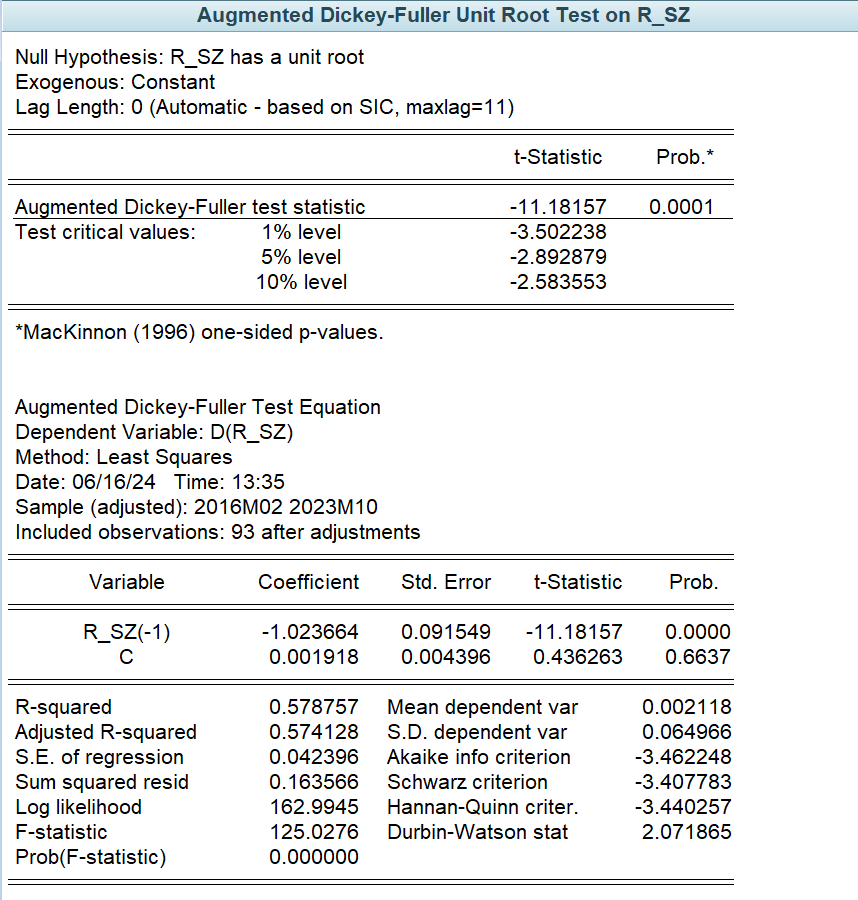 Augmented Dickey-Fuller Unit Root Test on R_SZ
Null Hypothesis: R_SZ has a unit root
Exogenous: Constant
Lag Length: 0 (Automatic - based on SIC, maxlag=11)
t-Statistic Prob.*
Augmented Dickey-Fuller test statistic -11.18157 0.0001
Test critical values: 1% level -3.502238
5% level -2.892879
10% level -2.583553
*MacKinnon (1996) one-sided p-values.
Augmented Dickey-Fuller Test Equation
Dependent Variable: D(R_SZ)
Method: Least Squares
Date: 06/16/24 Time: 13:35
Sample (adjusted): 2016M02 2023M10
Included observations: 93 after adjustments
Variable Coefficient Std. Error t-Statistic Prob.
R_SZ(-1) -1.023664 0.091549 -11.18157 0.0000
C 0.001918 0.004396 0.436263 0.6637
R-squared 0.578757 Mean dependent var 0.002118
Adjusted R-squared 0.574128 S.D. dependent var 0.064966
S.E. of regression 0.042396 Akaike info criterion -3.462248
Sum squared resid 0.163566 Schwarz criterion -3.407783
Log likelihood 162.9945 Hannan-Quinn criter. -3.440257
F-statistic 125.0276 Durbin-Watson stat 2.071865
Prob(F-statistic) 0.000000